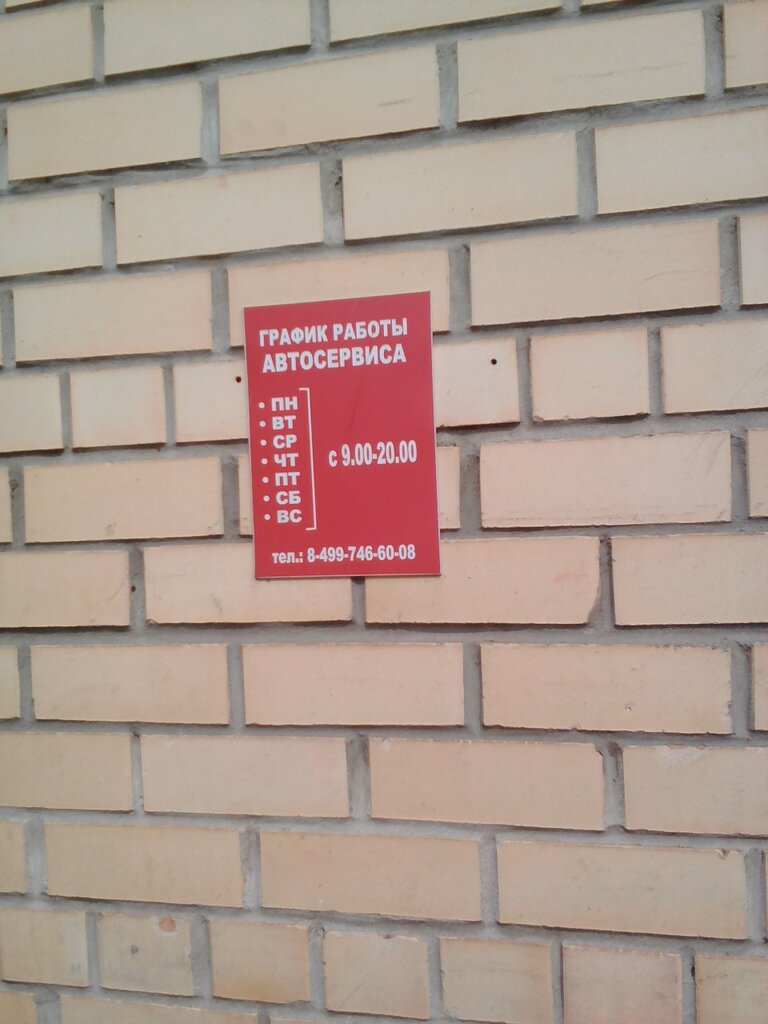 ГРАФИК РАБОТЫ
АВТОСЕРВИСА
• ПН
• ВТ
• СР
• ЧТ
• ПТ
• СБ
• ВС
с 9.00-20.00
тел.: 8-499-746-60-08